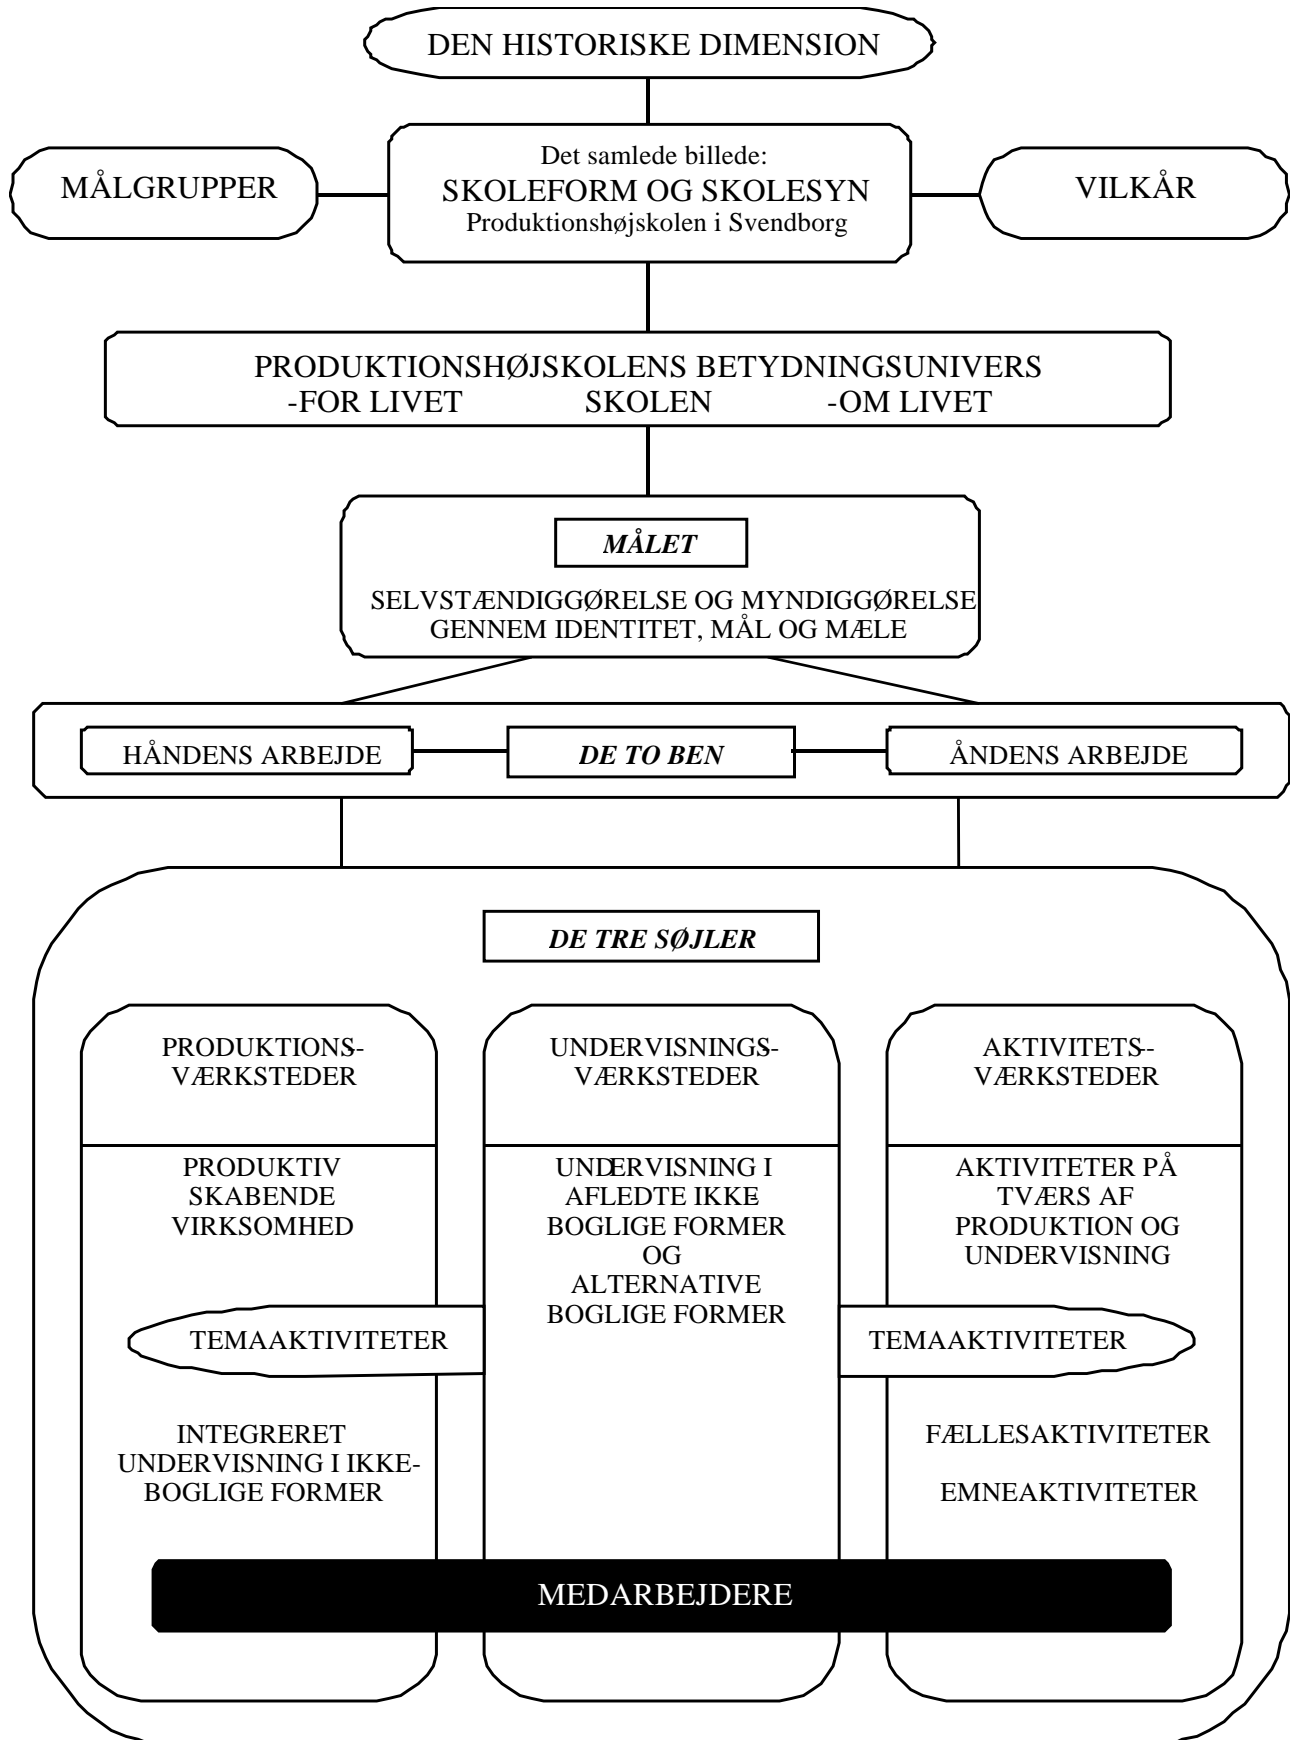 DEN HISTORISKE DIMENSION
Det samlede billede:
MÅLGRUPPER
SKOLEFORM OG SKOLESYN
VILKÅR
Produktionshøjskolen i Svendborg
PRODUKTIONSHØJSKOLENS BETYDNINGSUNIVERS
-FOR LIVET SKOLEN -OM LIVET
MÅLET
SELVSTÆNDIGGØRELSE OG MYNDIGGØRELSE
GENNEM IDENTITET, MÅL OG MÆLE
HÅNDENS ARBEJDE
DE TO BEN
ÅNDENS ARBEJDE
DE TRE SØJLER
PRODUKTIONS-
VÆRKSTEDER
PRODUKTIV
SKABENDE
VIRKSOMHED
TEMAAKTIVITETER
INTEGRERET
UNDERVISNING I IKKE-
BOGLIGE FORMER
UNDERVISNINGS-
VÆRKSTEDER
UNDERVISNING I
AFLEDTE IKKE-
BOGLIGE FORMER
OG
ALTERNATIVE
BOGLIGE FORMER
AKTIVITETS--
VÆRKSTEDER
AKTIVITETER PÅ
TVÆRS AF
PRODUKTION OG
UNDERVISNING
TEMAAKTIVITETER
FÆLLESAKTIVITETER
EMNEAKTIVITETER
MEDARBEJDERE